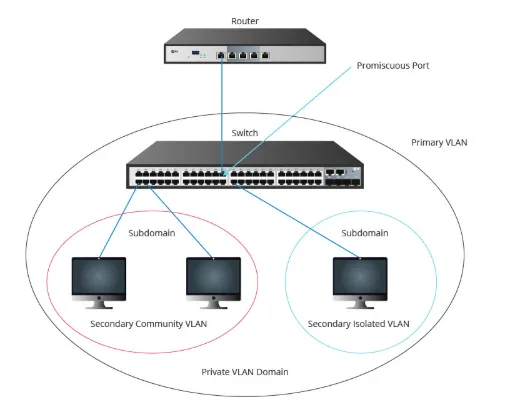 Router
Promiscuous Port
Switch
Primary VLAN
Subdomain
Subdomain
Secondary Community VLAN
Secondary Isolated VLAN
Private VLAN Domain